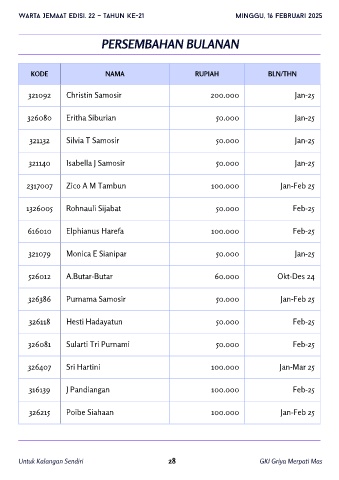 WARTA JEMAAT EDISI. 22 – TAHUN KE-21 MINGGU, 16 FEBRUARI 2025
PERSEMBAHAN BULANAN
KODE NAMA RUPIAH BLN/THN
321092 Christin Samosir 200.000 Jan-25
326080 Eritha Siburian 50.000 Jan-25
321132 Silvia T Samosir 50.000 Jan-25
321140 Isabella J Samosir 50.000 Jan-25
2317007 Zico A M Tambun 100.000 Jan-Feb 25
1326005 Rohnauli Sijabat 50.000 Feb-25
616010 Elphianus Harefa 100.000 Feb-25
321079 Monica E Sianipar 50.000 Jan-25
526012 A.Butar-Butar 60.000 Okt-Des 24
326386 Purnama Samosir 50.000 Jan-Feb 25
326118 Hesti Hadayatun 50.000 Feb-25
326081 Sularti Tri Purnami 50.000 Feb-25
326407 Sri Hartini 100.000 Jan-Mar 25
316139 J Pandiangan 100.000 Feb-25
326215 Poibe Siahaan 100.000 Jan-Feb 25
Untuk Kalangan Sendiri 28 GKI Griya Merpati Mas